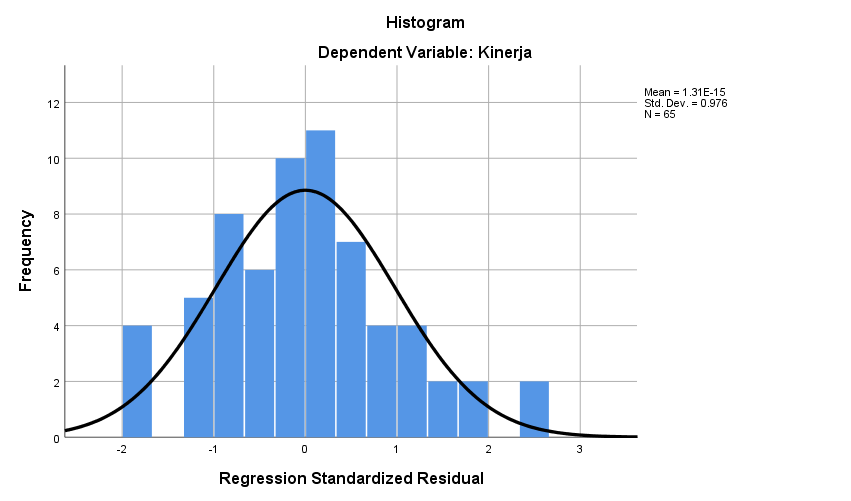 Histogram
Dependent Variable: Kinerja
Mean = 1.31E-15
Std. Dev. = 0.976
N = 65
Frequency
12
10
8
6
4
2
0
-2 -1 0 1 2 3
Regression Standardized Residual